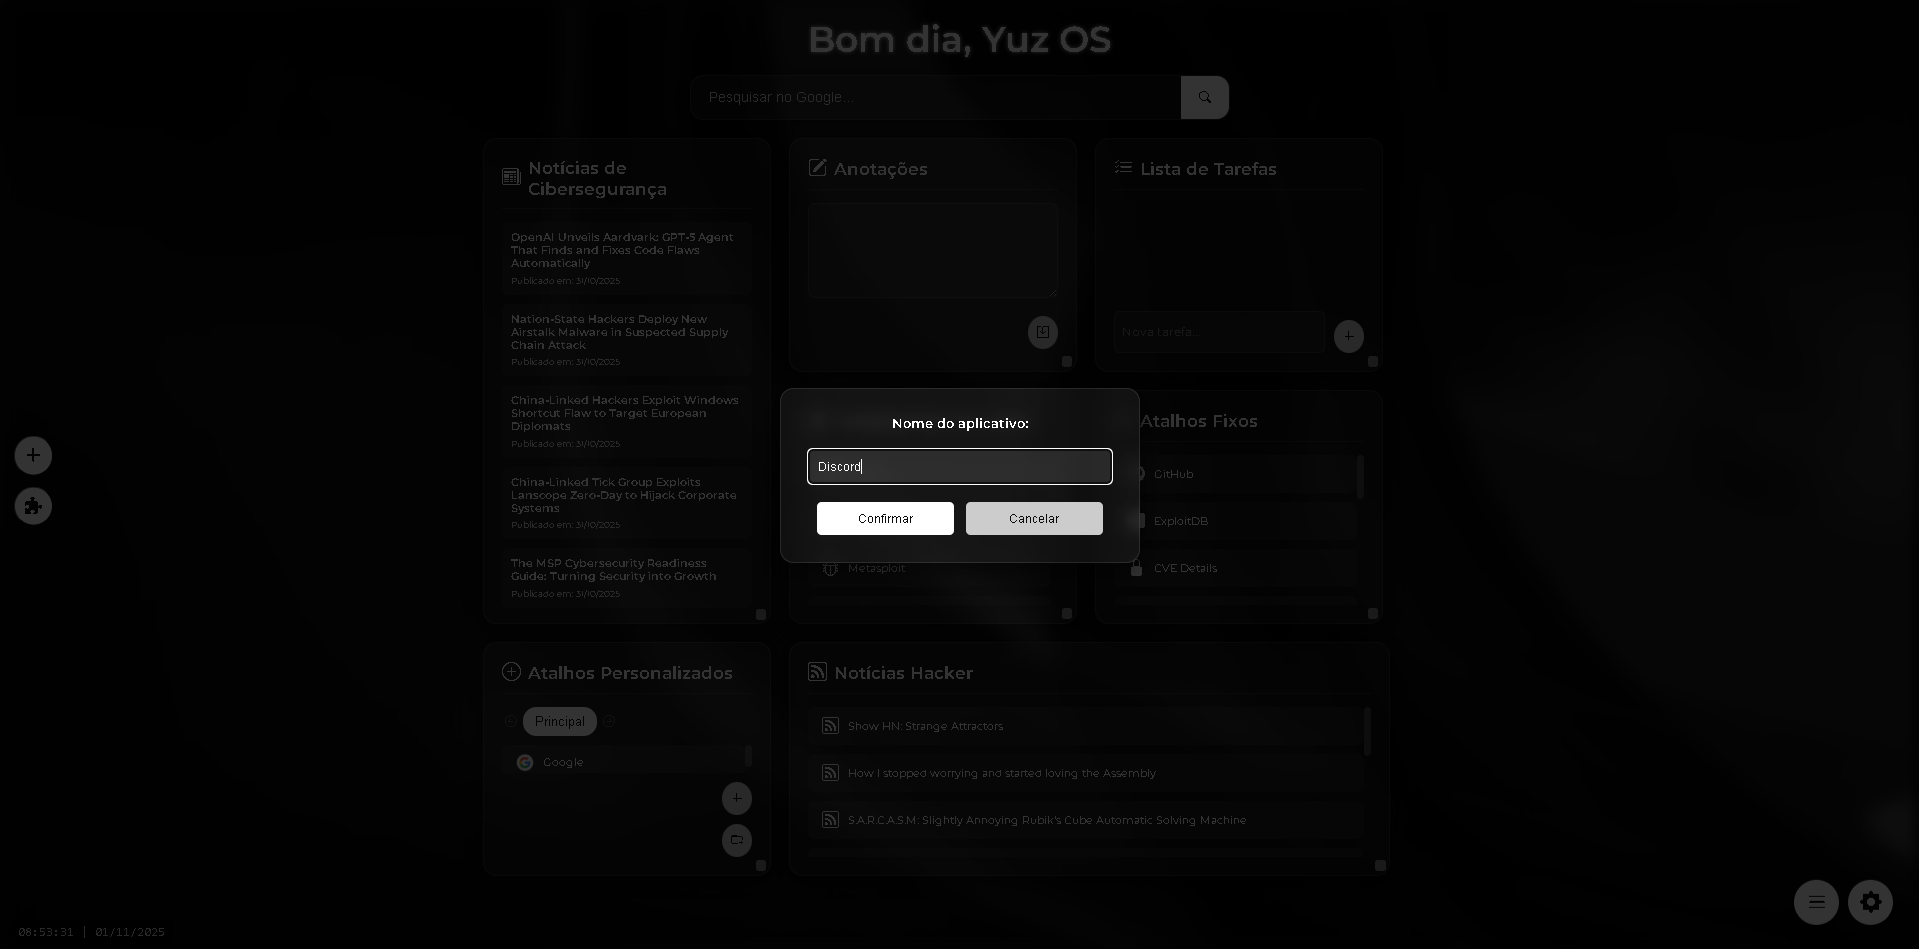 Bom dia, Yuz OS
Pesquisar no Google...
Notícias de
Cibersegurança
OpenAI Unveils Aardvark: GPT-5 Agent
That Finds and Fixes Code Flaws
Automatically
Publicado em: 31/10/2025
Nation-State Hackers Deploy New
Airstalk Malware in Suspected Supply
Chain Attack
Publicado em: 31/10/2025
China-Linked Hackers Exploit Windows
Shortcut Flaw to Target European
Diplomats
Publicado em: 31/10/2025
China-Linked Tick Group Exploits
Lanscope Zero-Day to Hijack Corporate
Systems
Publicado em: 31/10/2025
The MSP Cybersecurity Readiness
Guide: Turning Security into Growth
Publicado em: 31/10/2025
Anotações
Lista de Tarefas
Nova tarefa...
Nome do aplicativo:
Discord
Confirmar
Cancelar
Metasploit
Atalhos Fixos
GitHub
ExploitDB
CVE Details
Atalhos Personalizados
Principal
Google
Notícias Hacker
Show HN: Strange Attractors
How I stopped worrying and started loving the Assembly
S.A.R.C.A.S.M: Slightly Annoying Rubik's Cube Automatic Solving Machine
08:53:31 | 01/11/2025